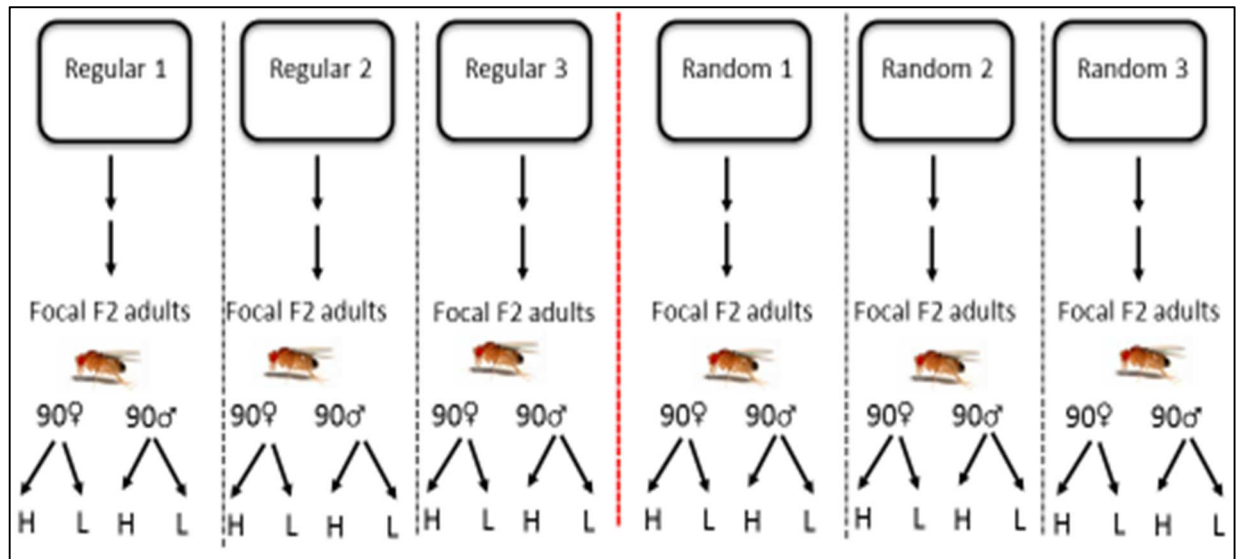 Regular 1 Regular 2 Regular 3 Random 1 Random 2 Random 3
Focal F2 adults Focal F2 adults Focal F2 adults Focal F2 adults Focal F2 adults Focal F2 adults
90♀ 90♂ 90♀ 90♂ 90♀ 90♂ 90♀ 90♂ 90♀ 90♂ 90♀ 90♂
H L H L H L H L H L H L H L H L H L H L H L H L